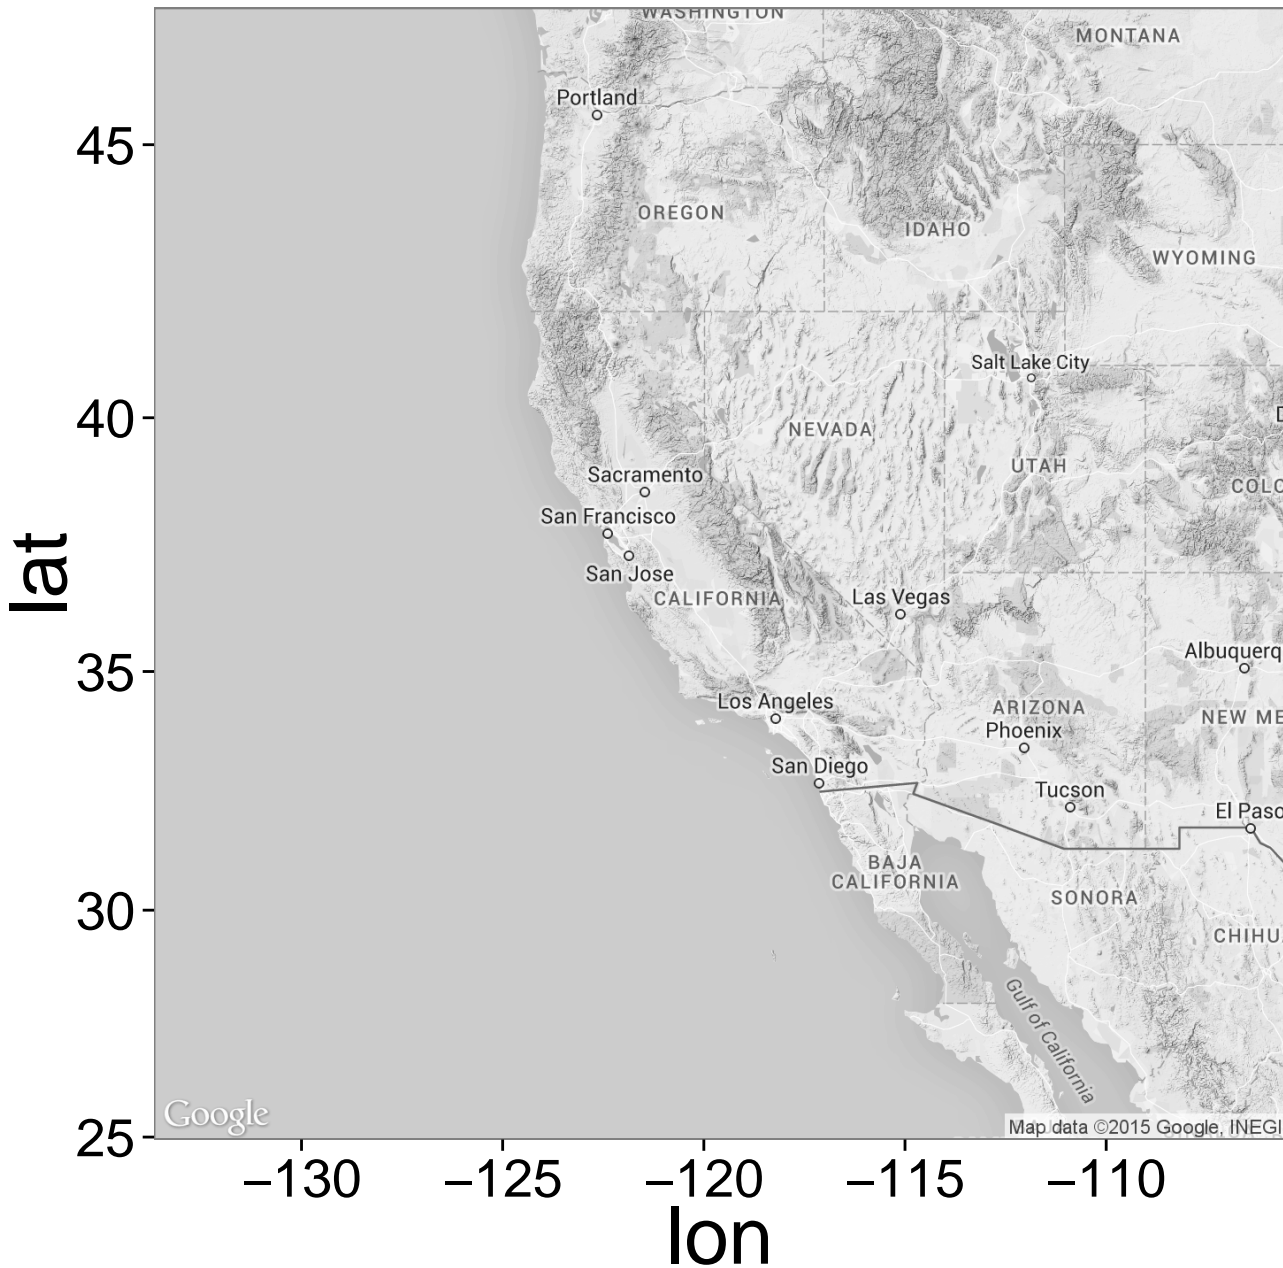 WASHINGTON
MONTANA
Portland
45
OREGON
IDAHO
WYOMING
Salt Lake City
40
NEVADA
UTAH
Sacramento
COLO
San Francisco
San Jose
CALIFORNIA
Las Vegas
lat
35
Albuquerq
Los Angeles
ARIZONA
NEW ME
Phoenix
San Diego
Tucson
El Paso
BAJA
CALIFORNIA
SONORA
30
CHIHU
Gulf of California
Google
Map data ©2015 Google, INEGI
25
−130
−125
−120
−115
−110
lon